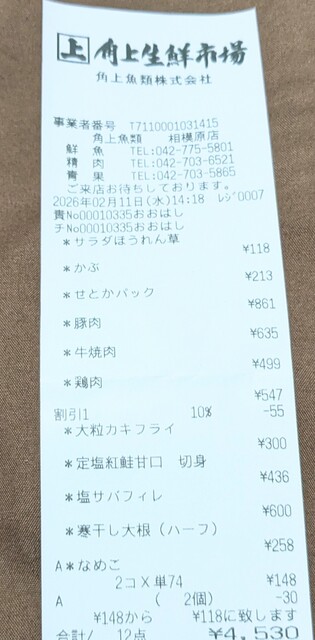 上 角上生鮮市場
角上魚類株式会社
事業者番号 T7110001031415
角上魚類 相模原店
鮮 魚 TEL:042-775-5801
精 肉 TEL:042-703-6521
青 果 TEL:042-703-5865
ご来店お待ちしております。
2026年02月11日(水)14:18 ﾚｼﾞ0007
責No00010335おおはし
チNo00010335おおはし
*サラダほうれん草
¥118
*かぶ
¥213
*せとかパック
¥861
*豚肉
¥635
*牛焼肉
¥499
*鶏肉
¥547
割引1 10% -55
*大粒カキフライ
¥300
*定塩紅鮭甘口 切身
¥436
*塩サバフィレ
¥600
*寒干し大根(ハーフ)
¥258
A*なめこ
2コX単74 ¥148
A ( 2個) -30
¥148から ¥118に致します
合計/ 12点 ¥4,530